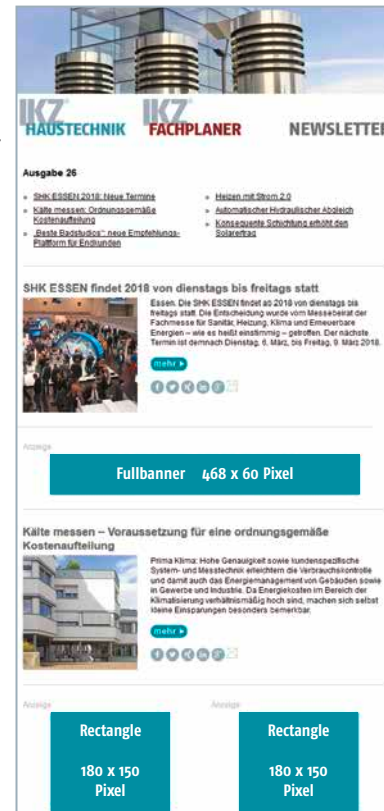 IKZ IKZ
HAUSTECHNIK FACHPLANER NEWSLETTER
Ausgabe 26
» SHK ESSEN 2018: Neue Termine
» Kälte messen: Ordnungsgemäße
Kostenaufteilung
» „Beste Badstudios“: neue Empfehlungs-
Plattform für Endkunden
» Heizen mit Strom 2.0
» Automatischer Hydraulischer Abgleich
» Konsequente Schichtung erhöht den
Solarertrag
SHK ESSEN findet 2018 von dienstags bis freitags statt
Essen. Die SHK ESSEN findet ab 2018 von dienstags bis
freitags statt. Die Entscheidung wurde vom Messebeirat der
Fachmesse für Sanitär, Heizung, Klima und Erneuerbare
Energien – wie es heißt einstimmig – getroffen. Der nächste
Termin ist demnach Dienstag, 6. März, bis Freitag, 9. März 2018.
mehr
Anzeige
Fullbanner 468 x 60 Pixel
Kälte messen – Voraussetzung für eine ordnungsgemäße
Kostenaufteilung
Prima Klima: Hohe Genauigkeit sowie kundenspezifische
System- und Messtechnik erleichtern die Verbrauchskontrolle
und damit auch das Energiemanagement von Gebäuden sowie
in Gewerbe und Industrie. Da Energiekosten im Bereich der
Klimatisierung verhältnismäßig hoch sind, machen sich selbst
kleine Einsparungen besonders bemerkbar.
mehr
Anzeige Anzeige
Rectangle
180 x 150
Pixel
Rectangle
180 x 150
Pixel